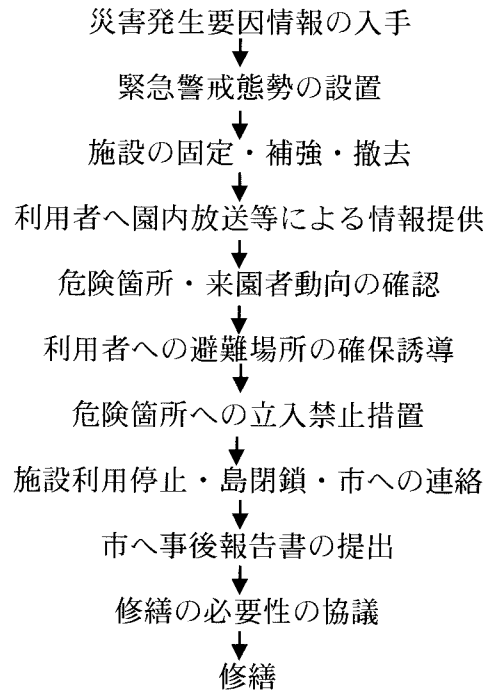 災害発生要因情報の入手
緊急警戒態勢の設置
施設の固定・補強・撤去
利用者へ園内放送等による情報提供
危険箇所・来園者動向の確認
利用者への避難場所の確保誘導
危険箇所への立入禁止措置
施設利用停止・島閉鎖・市への連絡
市へ事後報告書の提出
修繕の必要性の協議
修繕